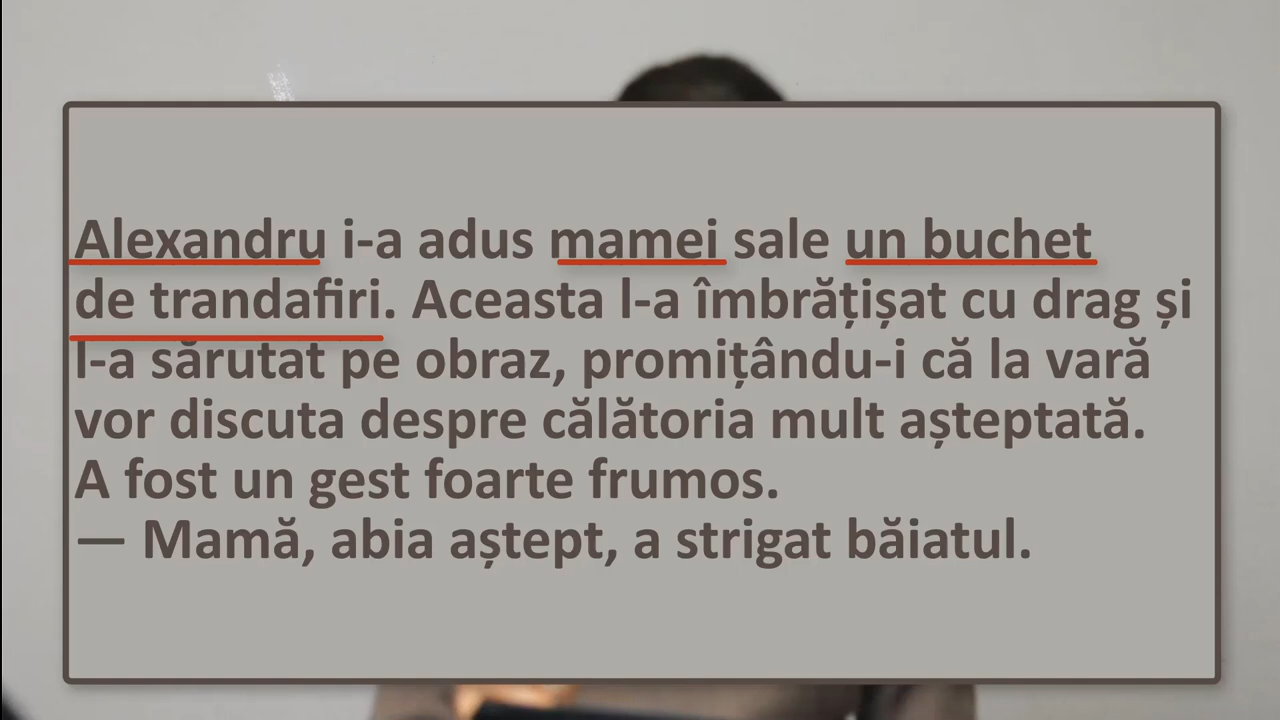 Alexandru i-a adus mamei sale un buchet
de trandafiri. Aceasta l-a îmbrățișat cu drag și
l-a sărutat pe obraz, promițându-i că la vară
vor discuta despre călătoria mult așteptată.
A fost un gest foarte frumos.
— Mamă, abia aștept, a strigat băiatul.